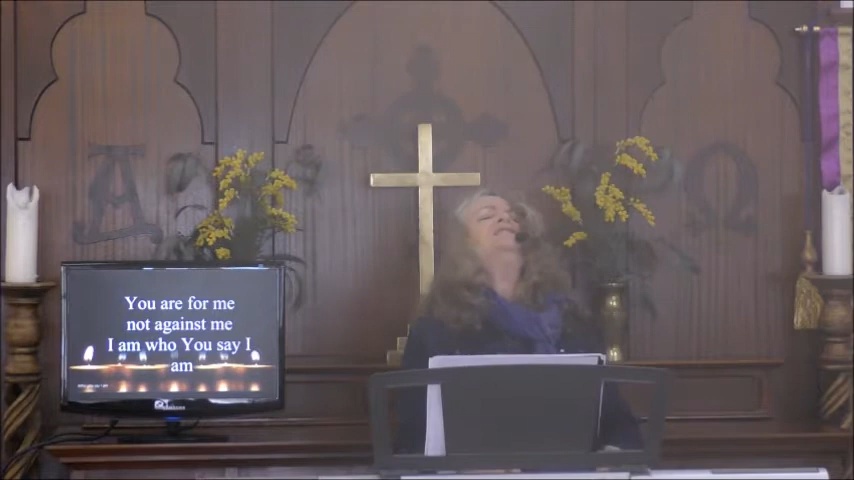 Α
Ω
You are for me
not against me
I am who You say I
am